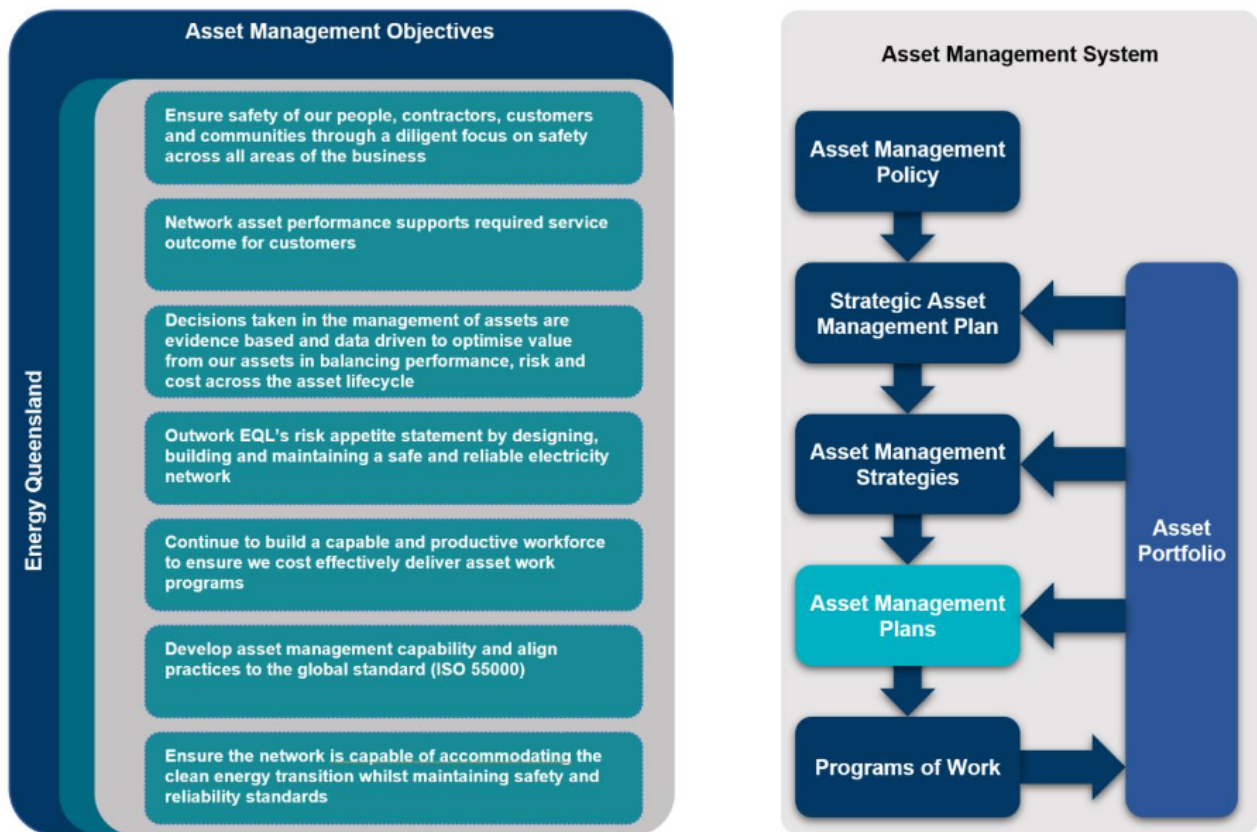 Asset Management Objectives
Energy Queensland
Ensure safety of our people, contractors, customers
and communities through a diligent focus on safety
across all areas of the business
Network asset performance supports required service
outcome for customers
Decisions taken in the management of assets are
evidence based and data driven to optimise value
from our assets in balancing performance, risk and
cost across the asset lifecycle
Outwork EQL's risk appetite statement by designing,
building and maintaining a safe and reliable electricity
network
Continue to build a capable and productive workforce
to ensure we cost effectively deliver asset work
programs
Develop asset management capability and align
practices to the global standard (ISO 55000)
Ensure the network is capable of accommodating the
clean energy transition whilst maintaining safety and
reliability standards
Asset Management System
Asset Management
Policy
Strategic Asset
Management Plan
Asset Management
Strategies
Asset Management
Plans
Programs of Work
Asset
Portfolio